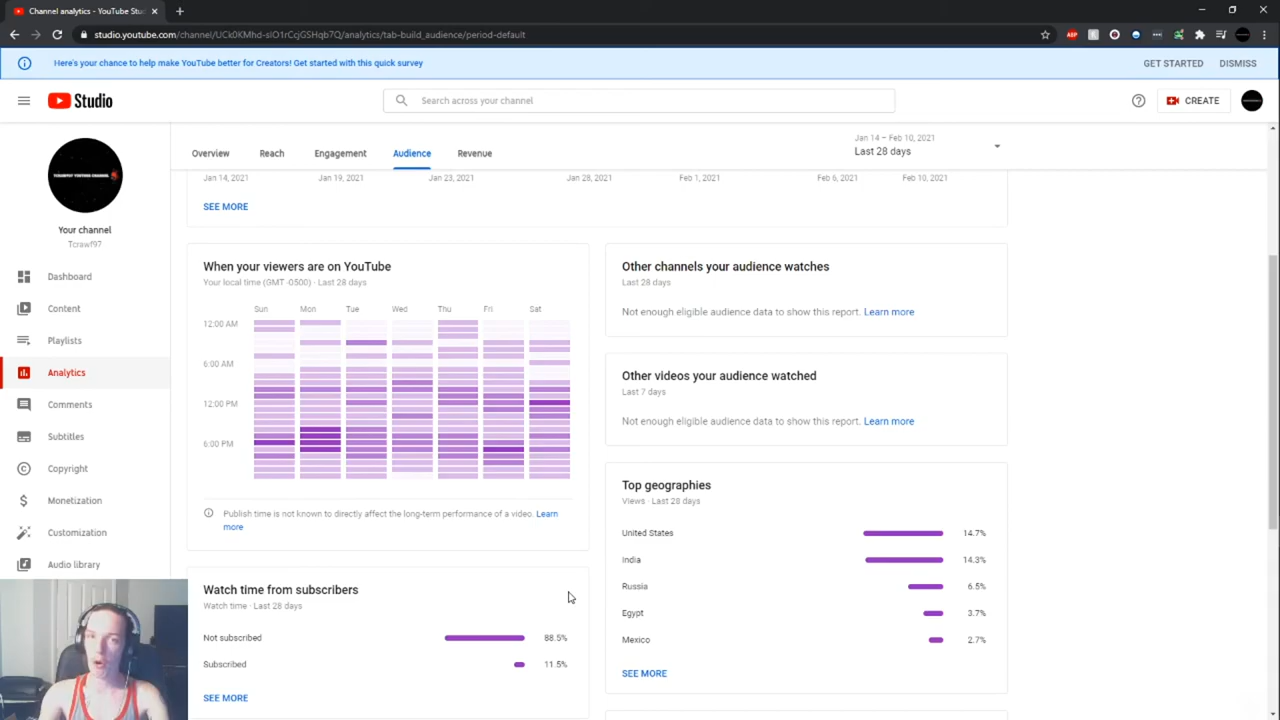 Channel analytics - YouTube Stu
studio.youtube.com/channel/UCk0KMhd-sIO1rCcjGSHqb7Q/analytics/tab-build_audience/period-default
Here's your chance to help make YouTube better for Creators! Get started with this quick survey
GET STARTED
DISMISS
Studio
Search across your channel
CREATE
Your channel
Tcrawf97
Dashboard
Content
Playlists
Analytics
Comments
Subtitles
Copyright
Monetization
Customization
Audio library
Overview
Reach
Engagement
Audience
Revenue
Jan 14 – Feb 10, 2021
Last 28 days
Jan 14, 2021
Jan 19, 2021
Jan 23, 2021
Jan 28, 2021
Feb 1, 2021
Feb 6, 2021
Feb 10, 2021
SEE MORE
When your viewers are on YouTube
Your local time (GMT -0500) · Last 28 days
Sun Mon Tue Wed Thu Fri Sat
12:00 AM
6:00 AM
12:00 PM
6:00 PM
Publish time is not known to directly affect the long-term performance of a video. Learn
more
Watch time from subscribers
Watch time · Last 28 days
Not subscribed 88.5%
Subscribed 11.5%
SEE MORE
Other channels your audience watches
Last 28 days
Not enough eligible audience data to show this report. Learn more
Other videos your audience watched
Last 7 days
Not enough eligible audience data to show this report. Learn more
Top geographies
Views · Last 28 days
United States 14.7%
India 14.3%
Russia 6.5%
Egypt 3.7%
Mexico 2.7%
SEE MORE